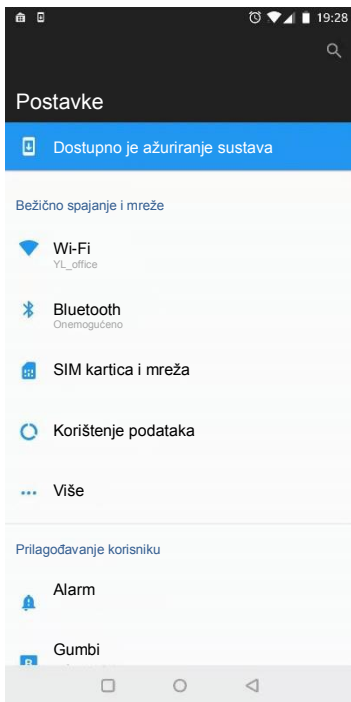 19:28
Postavke
Dostupno je ažuriranje sustava
Bežično spajanje i mreže
Wi-Fi
YL_office
Bluetooth
Onemogućeno
SIM kartica i mreža
Korištenje podataka
Više
Prilagođavanje korisniku
Alarm
Gumbi